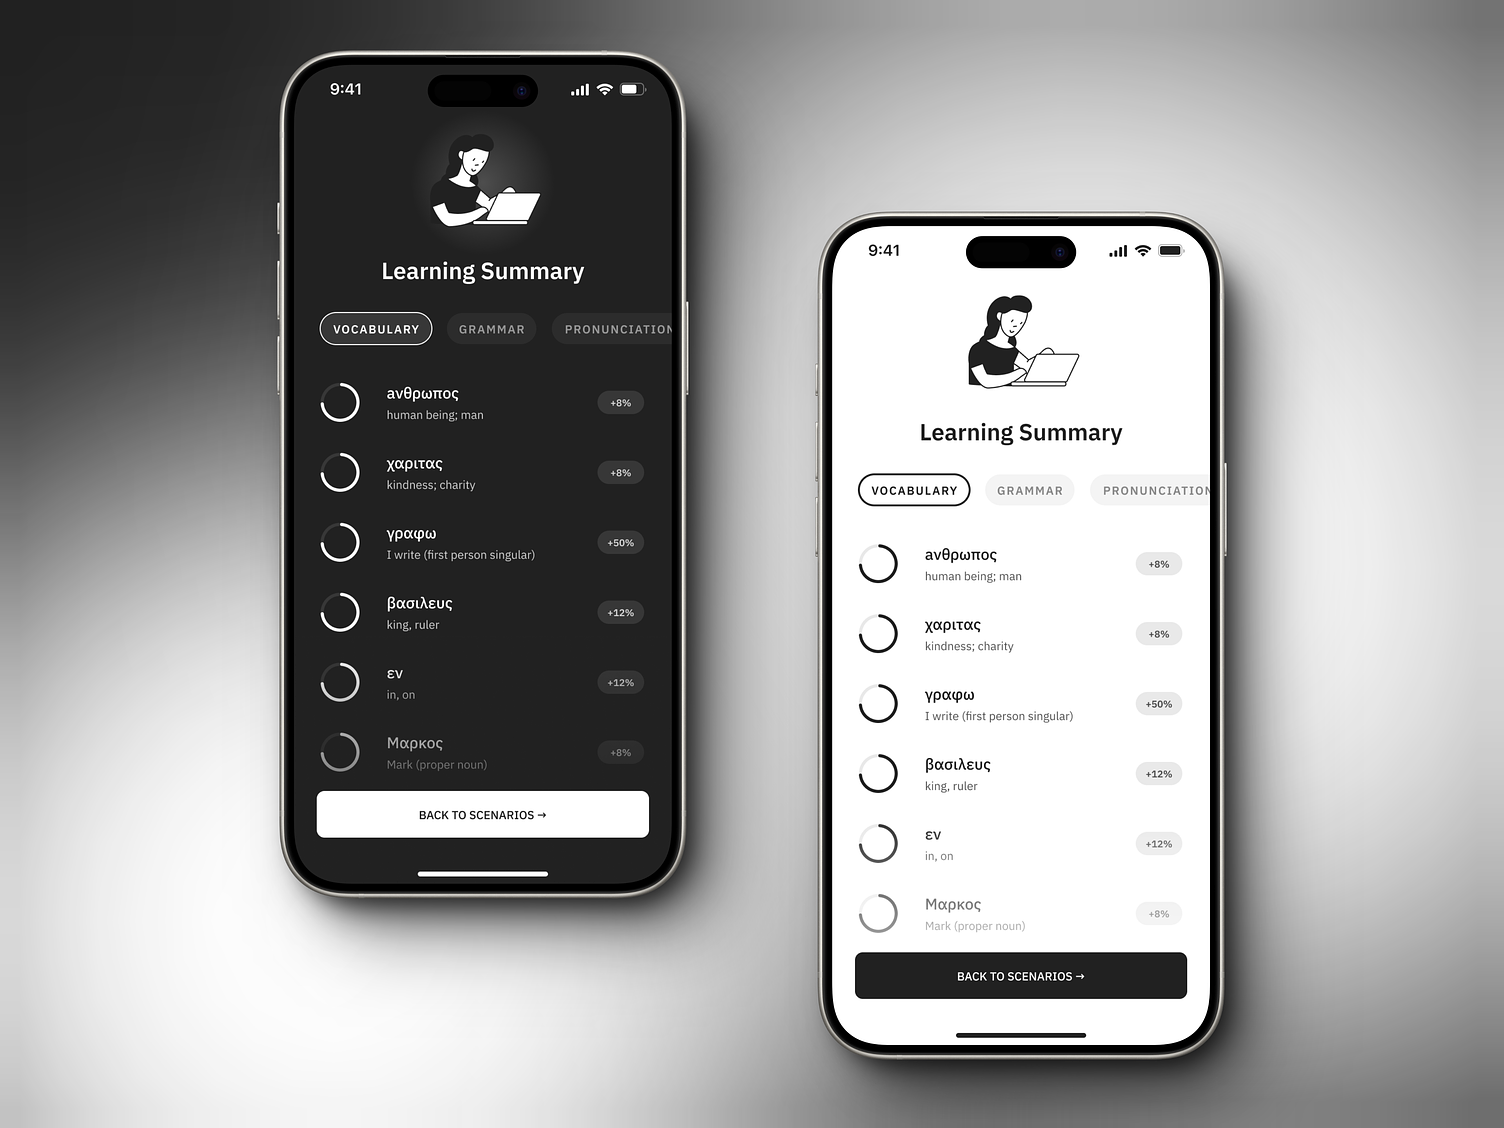 9:41
Learning Summary
VOCABULARY GRAMMAR PRONUNCIATION
ανθρωπος
human being; man
+8%
χαριτας
kindness; charity
+8%
γραφω
I write (first person singular)
+50%
βασιλευς
king, ruler
+12%
εν
in, on
+12%
Μαρκος
Mark (proper noun)
+8%
BACK TO SCENARIOS →
9:41
Learning Summary
VOCABULARY GRAMMAR PRONUNCIATION
ανθρωπος
human being; man
+8%
χαριτας
kindness; charity
+8%
γραφω
I write (first person singular)
+50%
βασιλευς
king, ruler
+12%
εν
in, on
+12%
Μαρκος
Mark (proper noun)
+8%
BACK TO SCENARIOS →